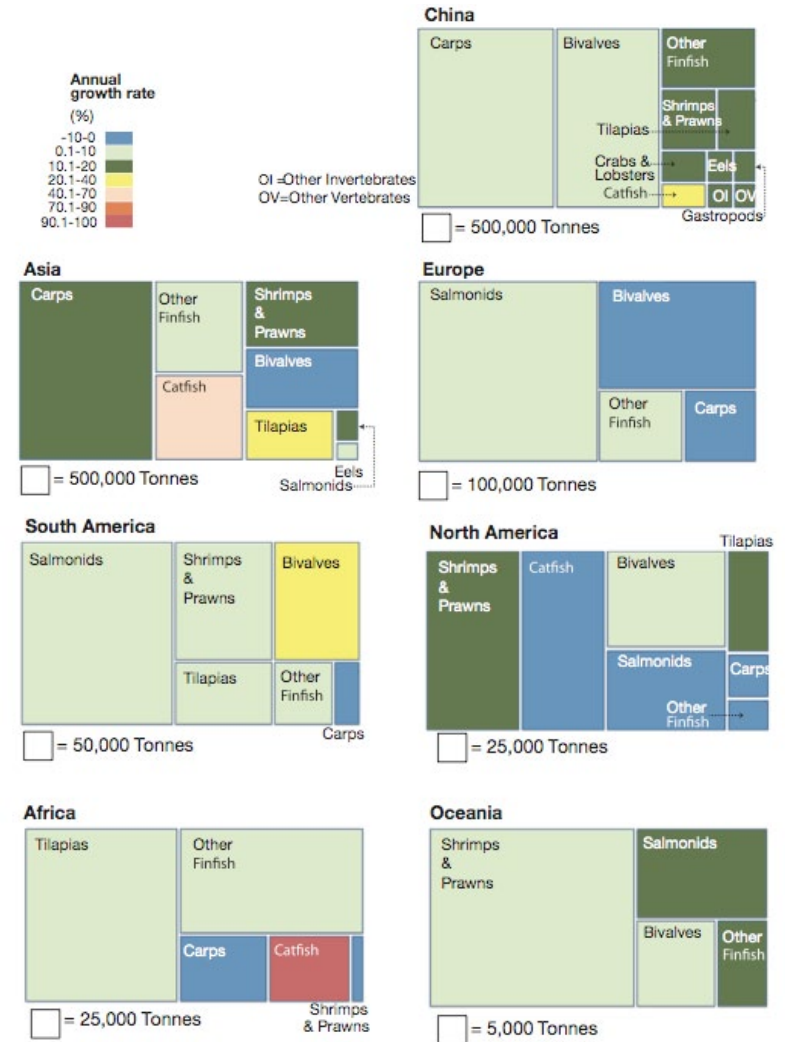 China
Carps
Bivalves
Other
Finfish
Shrimps
& Prawns
Tilapias
Crabs &
Lobsters
Eels
Catfish
OI
OV
Gastropods
= 500,000 Tonnes
Annual
growth rate
(%)
-10-0
0.1-10
10.1-20
20.1-40
40.1-70
70.1-90
90.1-100
OI =Other Invertebrates
OV=Other Vertebrates
Asia
Carps
Other
Finfish
Shrimps
&
Prawns
Bivalves
Catfish
Tilapias
Eels
Salmonids
= 500,000 Tonnes
Europe
Salmonids
Bivalves
Other
Finfish
Carps
= 100,000 Tonnes
South America
Salmonids
Shrimps
&
Prawns
Bivalves
Tilapias
Other
Finfish
Carps
= 50,000 Tonnes
North America
Tilapias
Shrimps
&
Prawns
Catfish
Bivalves
Salmonids
Carps
Other
Finfish
= 25,000 Tonnes
Africa
Tilapias
Other
Finfish
Carps
Catfish
Shrimps
& Prawns
= 25,000 Tonnes
Oceania
Shrimps
&
Prawns
Salmonids
Bivalves
Other
Finfish
= 5,000 Tonnes